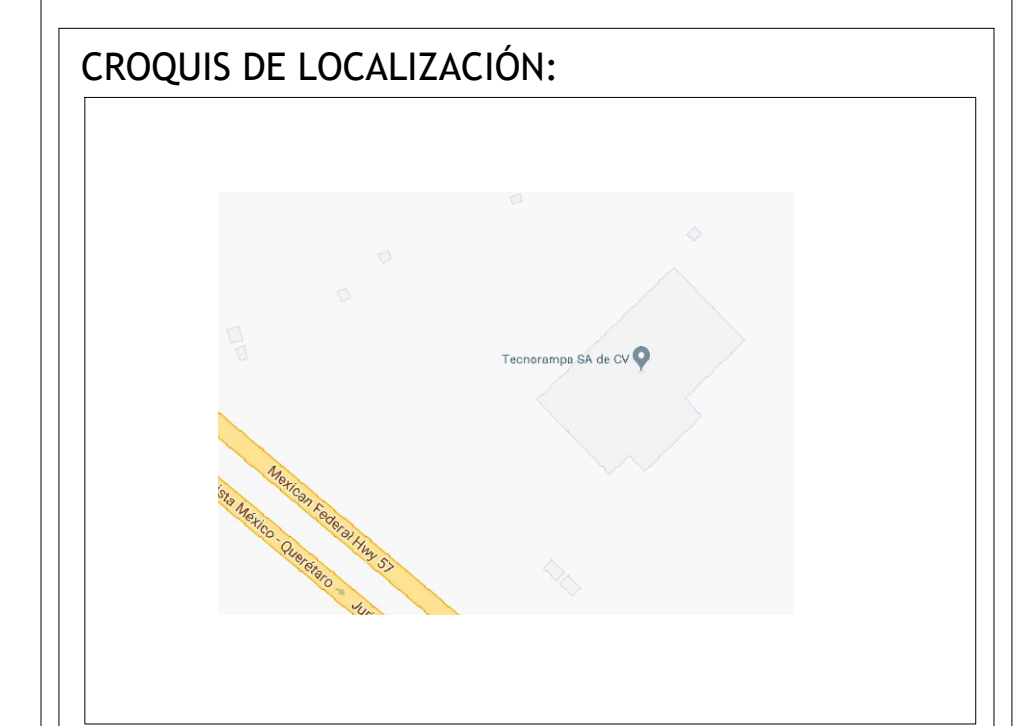 CROQUIS DE LOCALIZACIÓN:
Tecnorampa SA de CV
Mexican Federal Hwy 57
ista México - Querétaro